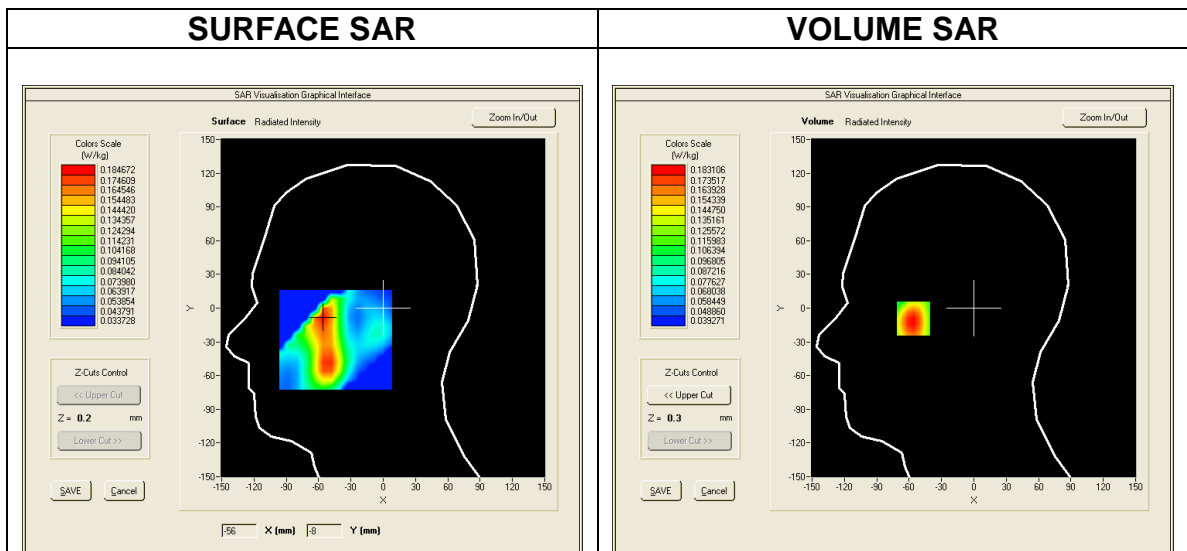 SURFACE SAR
VOLUME SAR
SAR Visualisation Graphical Interface
Surface Radiated Intensity
Zoom In/Out
Colors Scale
(W/kg)
0.184672
0.174609
0.164546
0.154483
0.144420
0.134357
0.124294
0.114231
0.104168
0.094105
0.084042
0.073980
0.063917
0.053854
0.043791
0.033728
Z-Cuts Control
<< Upper Cut
Z = 0.2 mm
Lower Cut >>
SAVE Cancel
150
120
90
60
30
0
-30
-60
-90
-120
-150
Y
-150 -120 -90 -60 -30 0 30 60 90 120 150
X
-56 X (mm) -8 Y (mm)
SAR Visualisation Graphical Interface
Volume Radiated Intensity
Zoom In/Out
Colors Scale
(W/kg)
0.183106
0.173517
0.163928
0.154339
0.144750
0.135161
0.125572
0.115983
0.106394
0.096805
0.087216
0.077627
0.068038
0.058449
0.048860
0.039271
Z-Cuts Control
<< Upper Cut
Z = 0.3 mm
Lower Cut >>
SAVE Cancel
150
120
90
60
30
0
-30
-60
-90
-120
-150
Y
-150 -120 -90 -60 -30 0 30 60 90 120 150
X